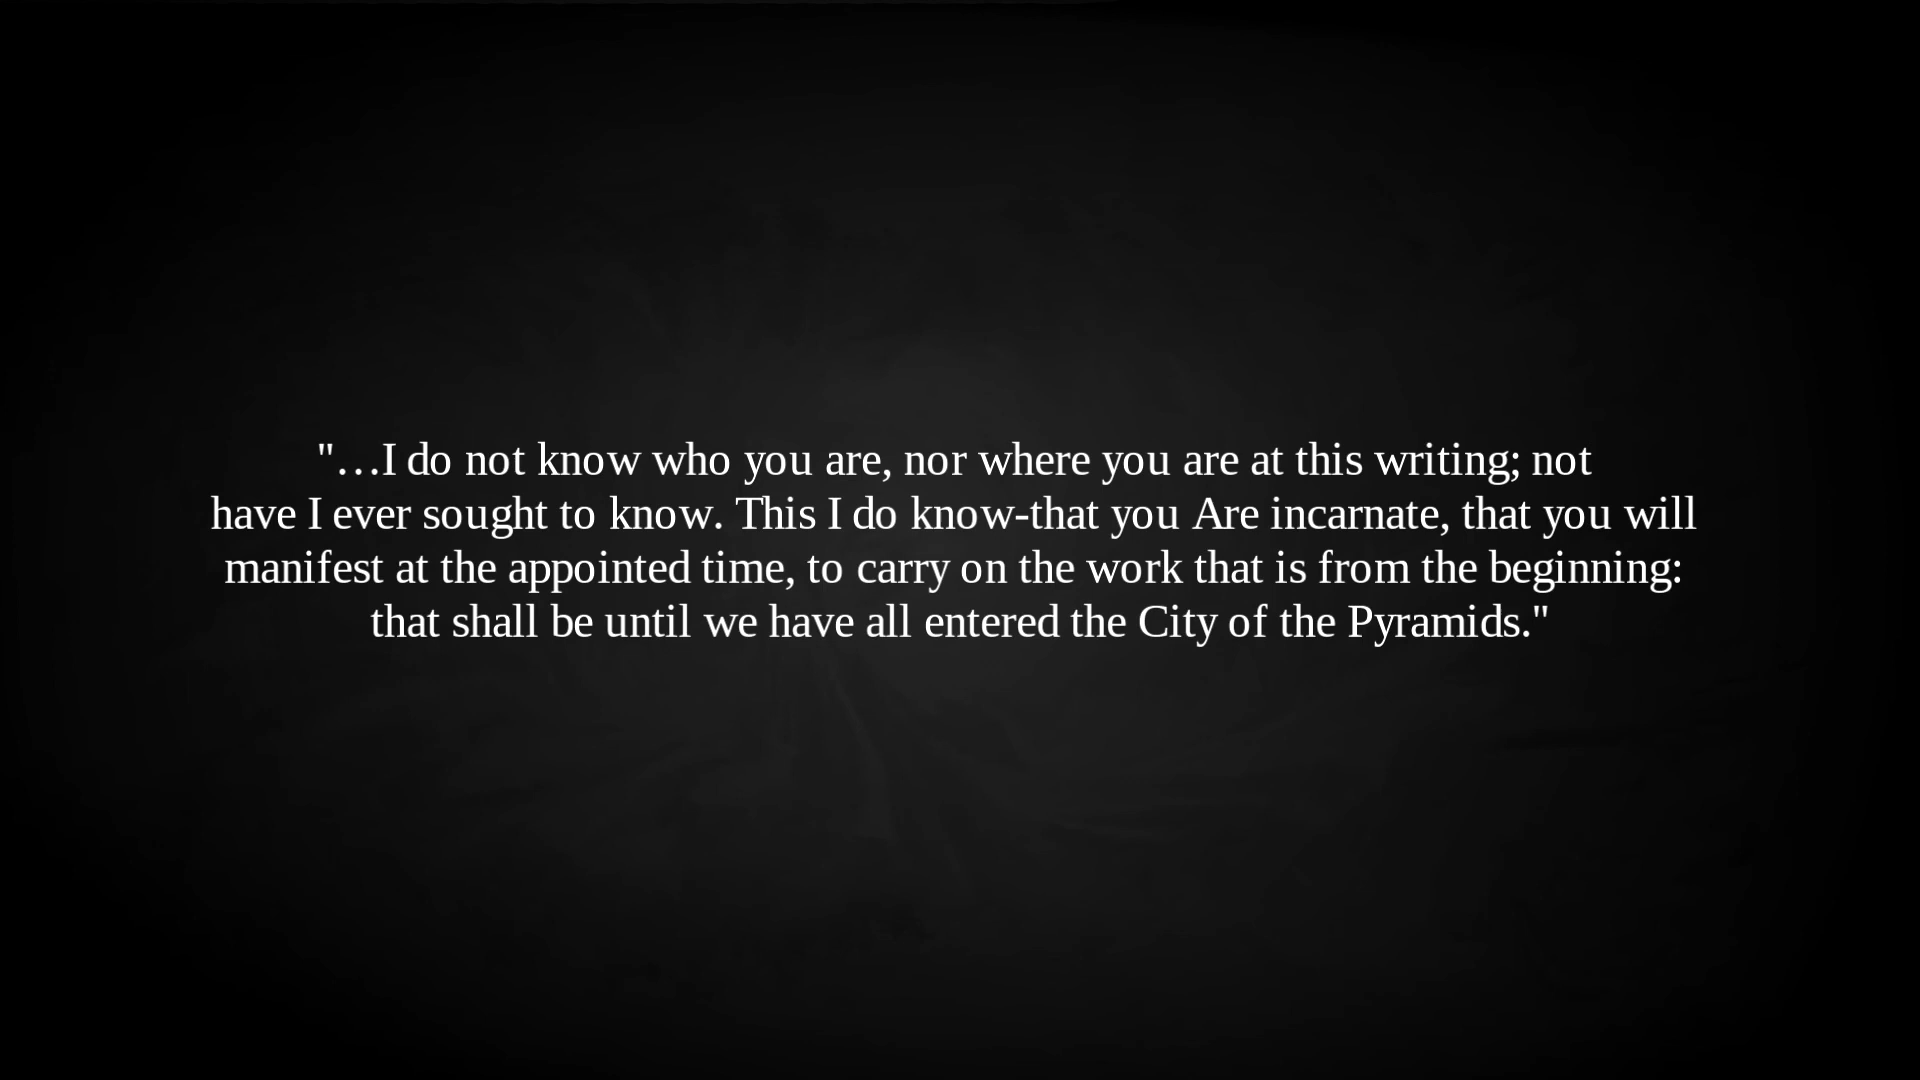 "…I do not know who you are, nor where you are at this writing; not
have I ever sought to know. This I do know-that you Are incarnate, that you will
manifest at the appointed time, to carry on the work that is from the beginning:
that shall be until we have all entered the City of the Pyramids."